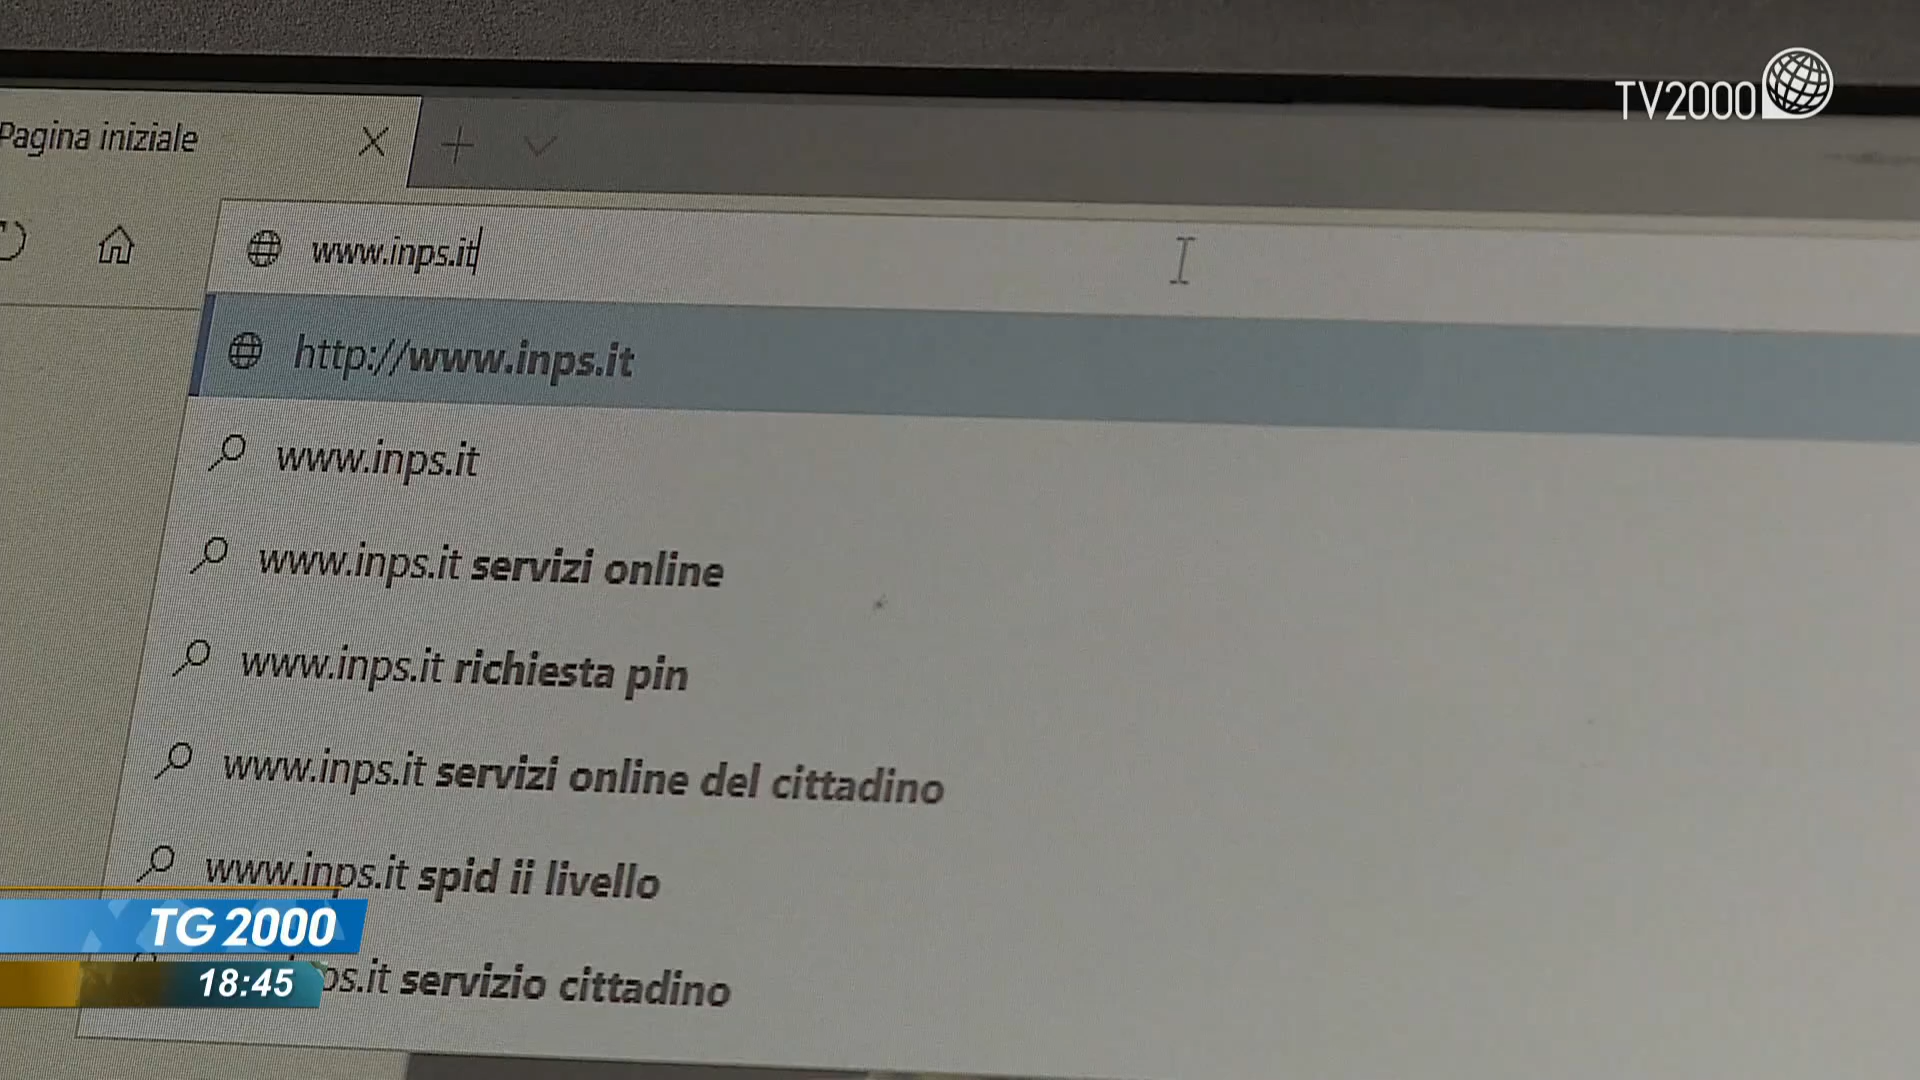 TV2000
Pagina iniziale
www.inps.it
http://www.inps.it
www.inps.it
www.inps.it servizi online
www.inps.it richiesta pin
www.inps.it servizi online del cittadino
www.inps.it spid ii livello
TG 2000
18:45
ps.it servizio cittadino